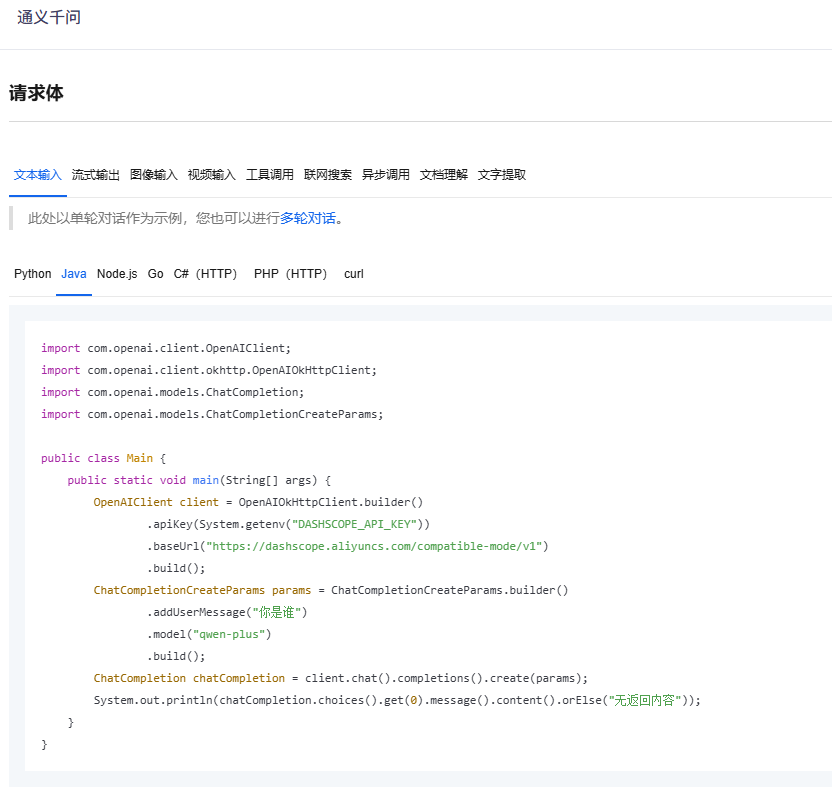 通义千问
请求体
文本输入 流式输出 图像输入 视频输入 工具调用 联网搜索 异步调用 文档理解 文字提取
此处以单轮对话作为示例，您也可以进行多轮对话。
Python Java Node.js Go C#（HTTP） PHP（HTTP） curl
import com.openai.client.OpenAIClient;
import com.openai.client.okhttp.OpenAIOkHttpClient;
import com.openai.models.ChatCompletion;
import com.openai.models.ChatCompletionCreateParams;

public class Main {
    public static void main(String[] args) {
        OpenAIClient client = OpenAIOkHttpClient.builder()
                .apiKey(System.getenv("DASHSCOPE_API_KEY"))
                .baseUrl("https://dashscope.aliyuncs.com/compatible-mode/v1")
                .build();
        ChatCompletionCreateParams params = ChatCompletionCreateParams.builder()
                .addUserMessage("你是谁")
                .model("qwen-plus")
                .build();
        ChatCompletion chatCompletion = client.chat().completions().create(params);
        System.out.println(chatCompletion.choices().get(0).message().content().orElse("无返回内容"));
    }
}